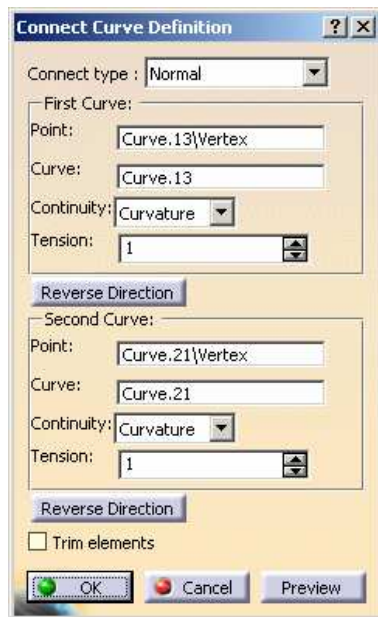 Connect Curve Definition ? X
Connect type : Normal
First Curve:
Point: Curve.13\Vertex
Curve: Curve.13
Continuity: Curvature
Tension: 1
Reverse Direction
Second Curve:
Point: Curve.21\Vertex
Curve: Curve.21
Continuity: Curvature
Tension: 1
Reverse Direction
Trim elements
OK Cancel Preview